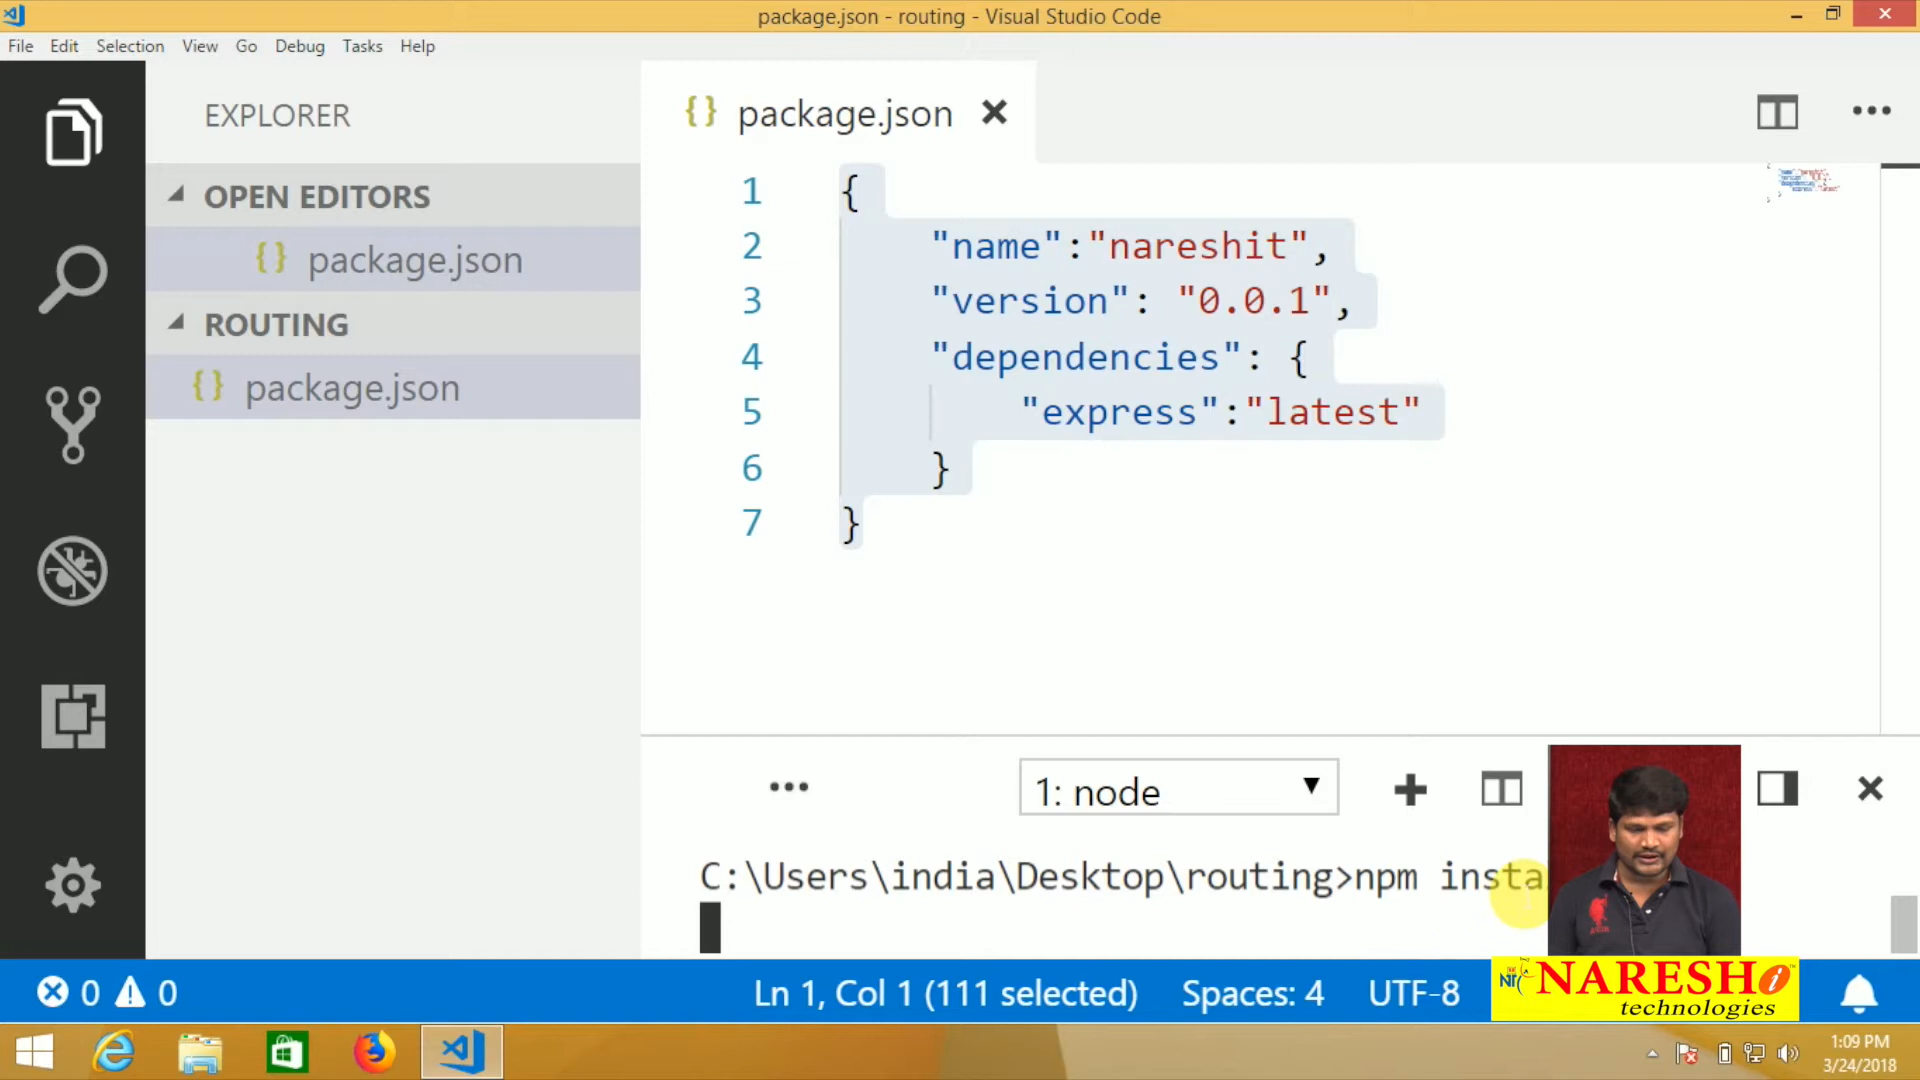 package.json - routing - Visual Studio Code
File Edit Selection View Go Debug Tasks Help
EXPLORER
OPEN EDITORS
{} package.json
ROUTING
{} package.json
{} package.json
1 {
2 "name":"nareshit",
3 "version": "0.0.1",
4 "dependencies": {
5 "express":"latest"
6 }
7 }
1: node
C:\Users\india\Desktop\routing>npm insta
0 0
Ln 1, Col 1 (111 selected) Spaces: 4 UTF-8
NARESH i
technologies
1:09 PM
3/24/2018